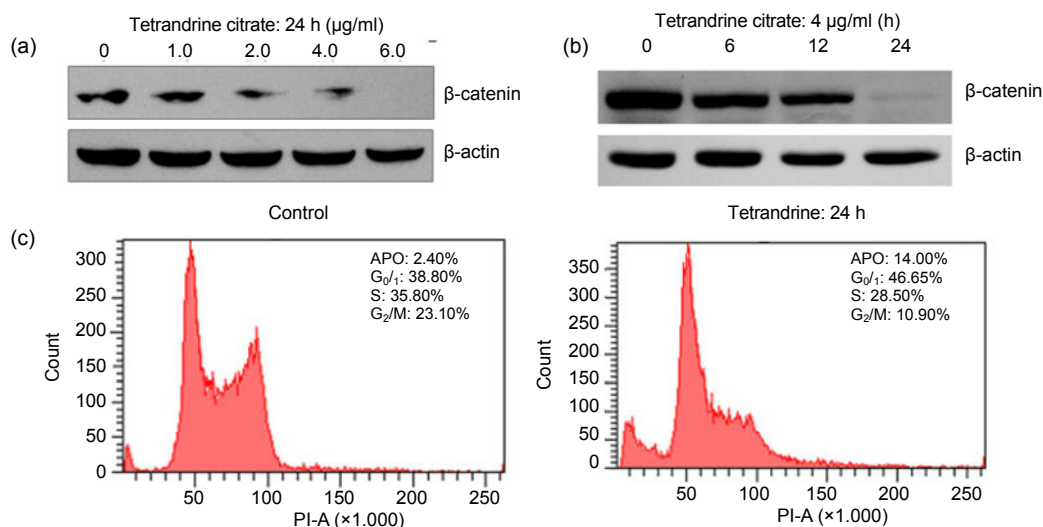 Tetrandrine citrate: 24 h (µg/ml)
(a)
0 1.0 2.0 4.0 6.0
β-catenin
β-actin
Tetrandrine citrate: 4 µg/ml (h)
(b)
0 6 12 24
β-catenin
β-actin
(c)
Control
APO: 2.40%
G0/1: 38.80%
S: 35.80%
G2/M: 23.10%
Count
300
250
200
150
100
50
0
50 100 150 200 250
PI-A (×1.000)
Tetrandrine: 24 h
APO: 14.00%
G0/1: 46.65%
S: 28.50%
G2/M: 10.90%
Count
350
300
250
200
150
100
50
0
50 100 150 200 250
PI-A (×1.000)